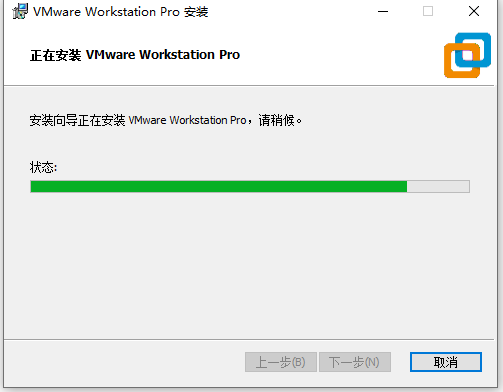 VMware Workstation Pro 安装
正在安装 VMware Workstation Pro
安装向导正在安装 VMware Workstation Pro，请稍候。
状态:
上一步(B) 下一步(N) 取消